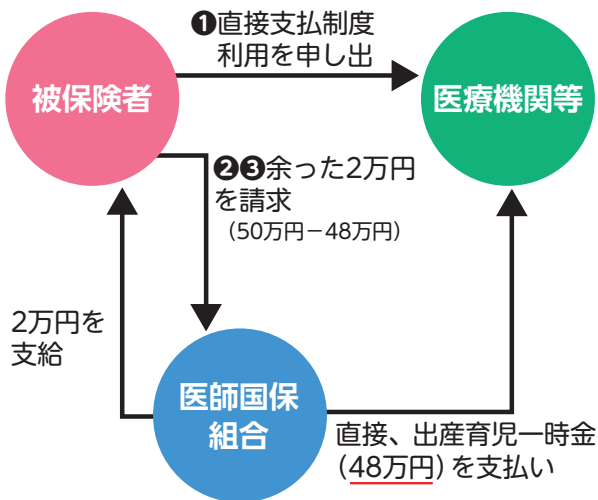 ❶直接支払制度
利用を申し出
被保険者
医療機関等
❷❸余った2万円
を請求
（50万円－48万円）
2万円を
支給
医師国保
組合
直接、出産育児一時金
（48万円）を支払い